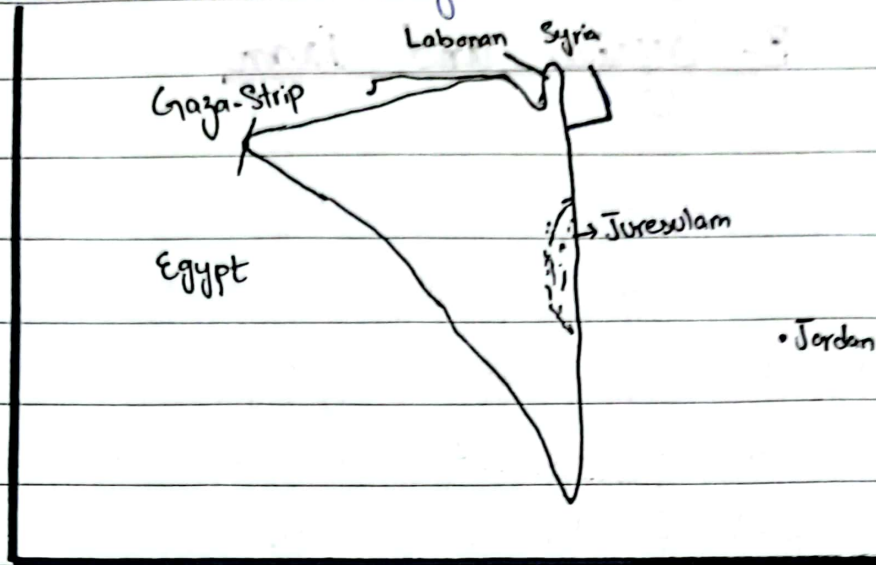 Laboran Syria
Gaza-Strip
→ Juresulam
Egypt
• Jordan